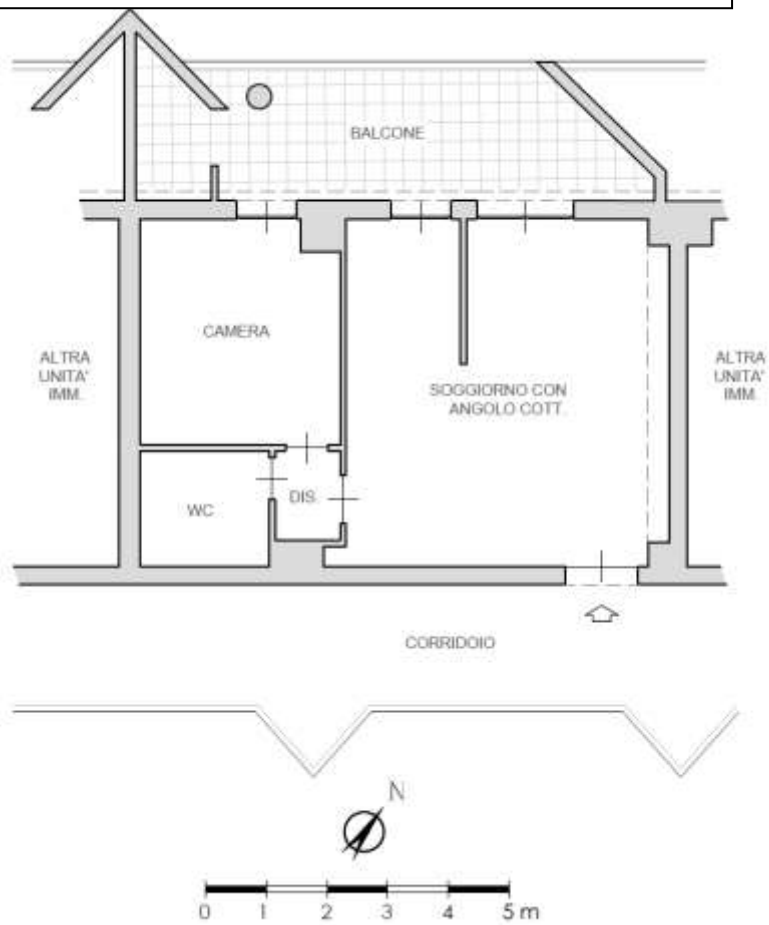 BALCONE
CAMERA
ALTRA
UNITA'
IMM.
SOGGIORNO CON
ANGOLO COTT.
ALTRA
UNITA'
IMM.
WC
DIS.
CORRIDOIO
N
0 1 2 3 4 5 m